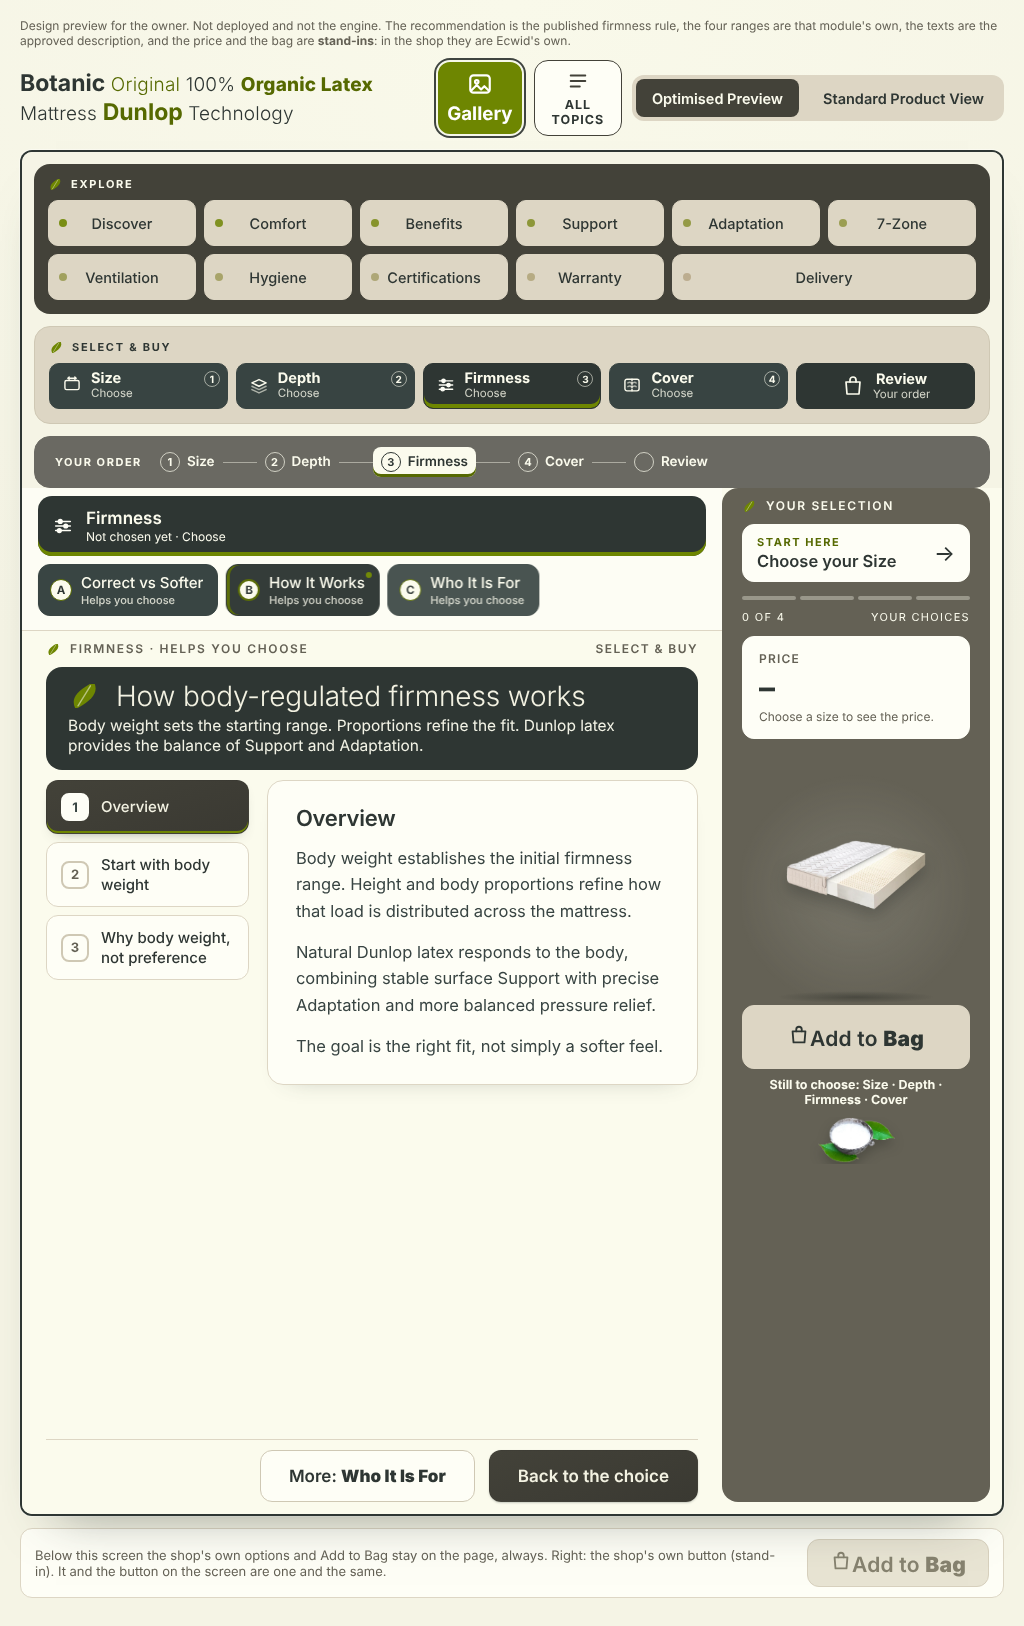 Design preview for the owner. Not deployed and not the engine. The recommendation is the published firmness rule, the four ranges are that module's own, the texts are the
approved description, and the price and the bag are stand-ins: in the shop they are Ecwid's own.
Botanic Original 100% Organic Latex
Mattress Dunlop Technology
Gallery
ALL
TOPICS
Optimised Preview
Standard Product View
EXPLORE
Discover
Comfort
Benefits
Support
Adaptation
7-Zone
Ventilation
Hygiene
Certifications
Warranty
Delivery
SELECT & BUY
Size
Choose
1
Depth
Choose
2
Firmness
Choose
3
Cover
Choose
4
Review
Your order
YOUR ORDER
1 Size
2 Depth
3 Firmness
4 Cover
Review
Firmness
Not chosen yet · Choose
A
Correct vs Softer
Helps you choose
B
How It Works
Helps you choose
C
Who It Is For
Helps you choose
FIRMNESS · HELPS YOU CHOOSE
SELECT & BUY
How body-regulated firmness works
Body weight sets the starting range. Proportions refine the fit. Dunlop latex
provides the balance of Support and Adaptation.
1 Overview
2 Start with body
weight
3 Why body weight,
not preference
Overview
Body weight establishes the initial firmness
range. Height and body proportions refine how
that load is distributed across the mattress.
Natural Dunlop latex responds to the body,
combining stable surface Support with precise
Adaptation and more balanced pressure relief.
The goal is the right fit, not simply a softer feel.
More: Who It Is For
Back to the choice
YOUR SELECTION
START HERE
Choose your Size
0 OF 4
YOUR CHOICES
PRICE
–
Choose a size to see the price.
Add to Bag
Still to choose: Size · Depth ·
Firmness · Cover
Below this screen the shop's own options and Add to Bag stay on the page, always. Right: the shop's own button (stand-
in). It and the button on the screen are one and the same.
Add to Bag